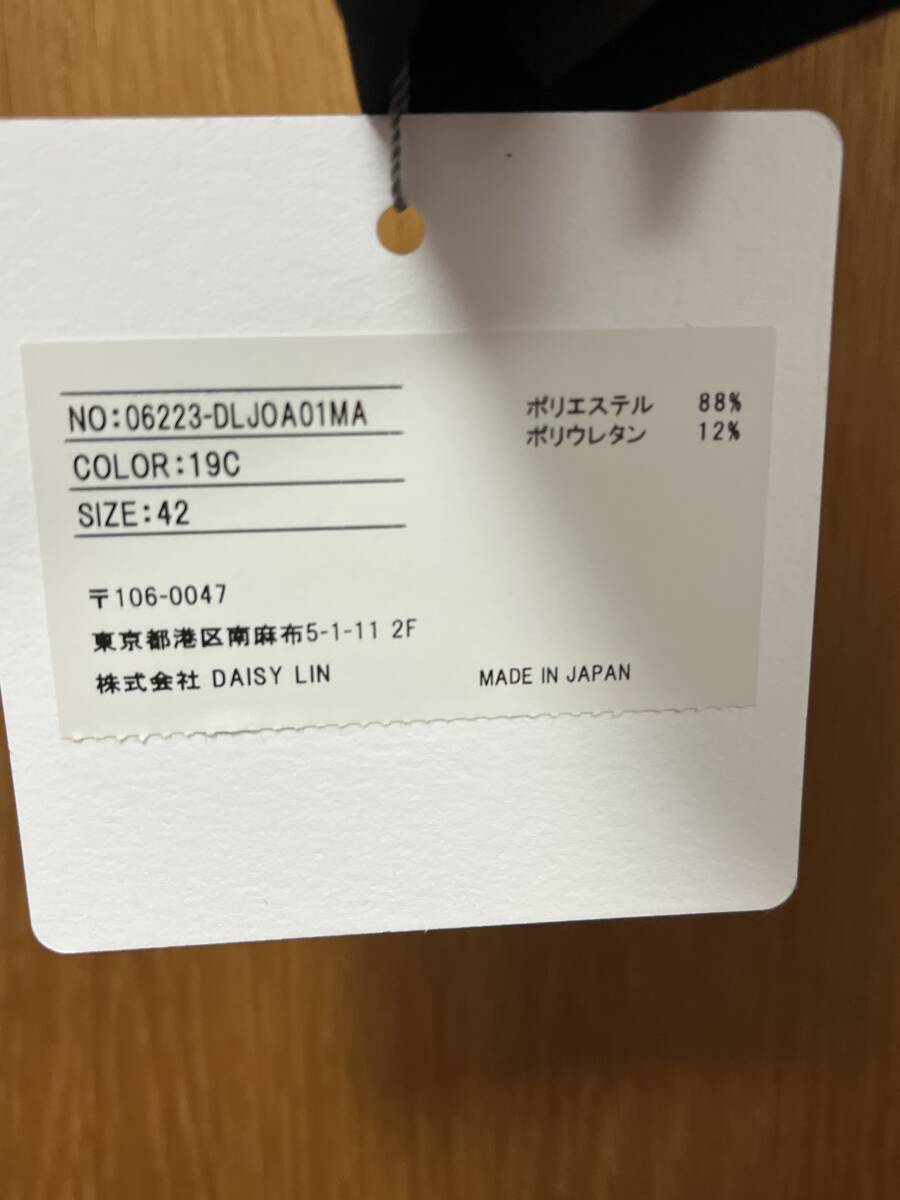 NO:06223-DLJOA01MA
COLOR:19C
SIZE:42
ポリエステル 88%
ポリウレタン 12%
〒106-0047
東京都港区南麻布5-1-11 2F
株式会社 DAISY LIN
MADE IN JAPAN